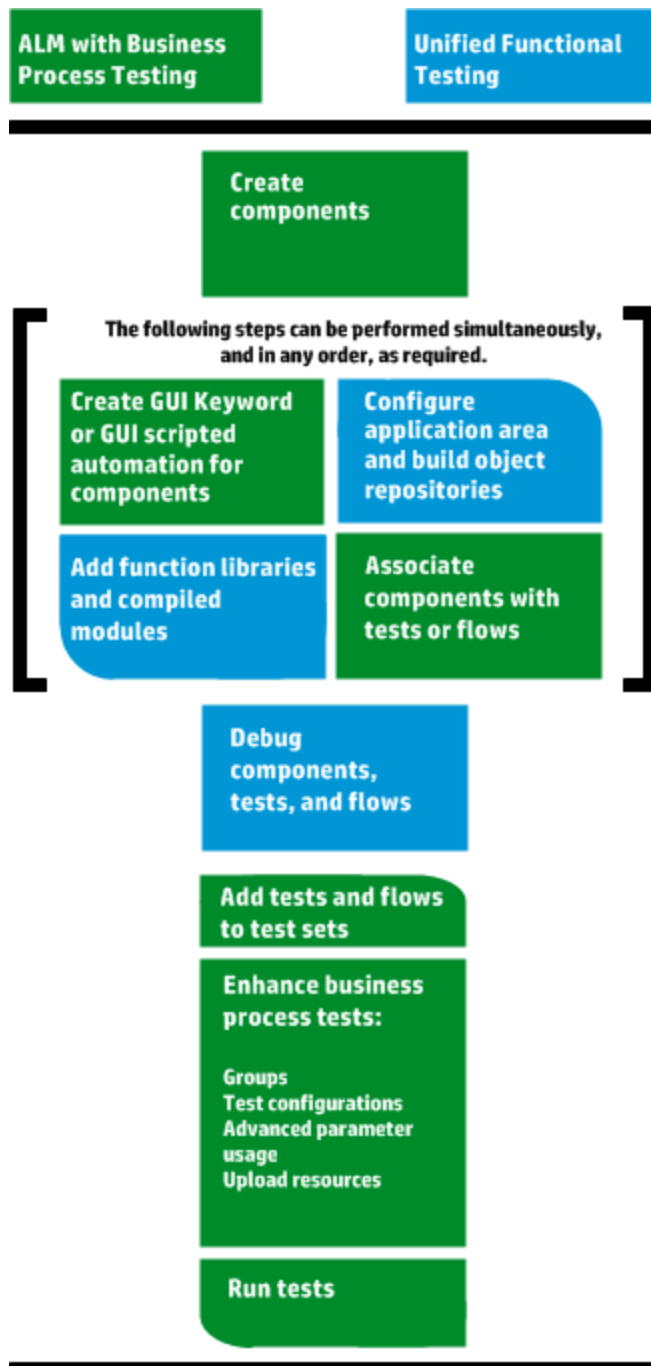 ALM with Business
Process Testing
Unified Functional
Testing
Create
components
The following steps can be performed simultaneously,
and in any order, as required.
Create GUI Keyword
or GUI scripted
automation for
components
Configure
application area
and build object
repositories
Add function libraries
and compiled
modules
Associate
components with
tests or flows
Debug
components,
tests, and flows
Add tests and flows
to test sets
Enhance business
process tests:
Groups
Test configurations
Advanced parameter
usage
Upload resources
Run tests